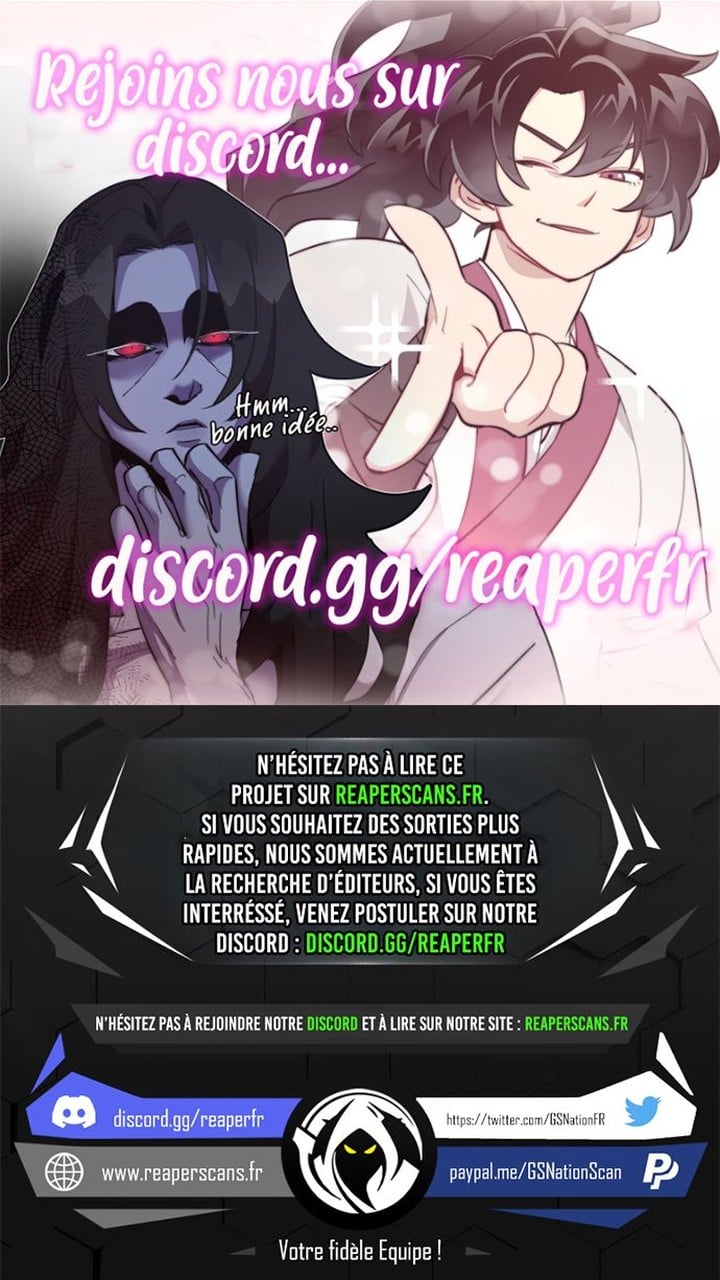 Rejoins nous sur
discord...
Hmm...
bonne idée..
discord.gg/reaperfr
N'HÉSITEZ PAS À LIRE CE
PROJET SUR REAPERSCANS.FR.
SI VOUS SOUHAITEZ DES SORTIES PLUS
RAPIDES, NOUS SOMMES ACTUELLEMENT À
LA RECHERCHE D'ÉDITEURS, SI VOUS ÊTES
INTERRÉSSÉ, VENEZ POSTULER SUR NOTRE
DISCORD : DISCORD.GG/REAPERFR
N'HÉSITEZ PAS À REJOINDRE NOTRE DISCORD ET À LIRE SUR NOTRE SITE : REAPERSCANS.FR
discord.gg/reaperfr
https://twitter.com/GSNationFR
www.reaperscans.fr
paypal.me/GSNationScan
Votre fidèle Equipe !